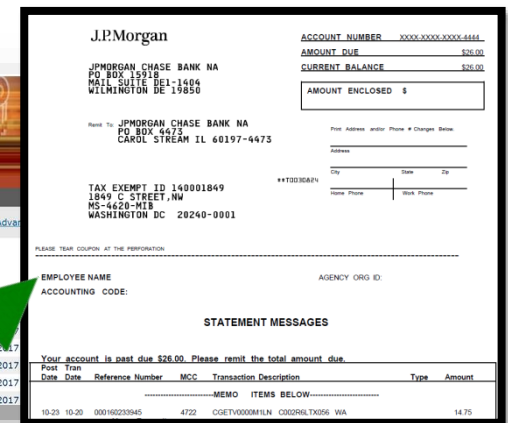 J.P.Morgan
ACCOUNT NUMBER XXXX-XXXX-XXXX-4444
AMOUNT DUE $26.00
CURRENT BALANCE $26.00
JPMORGAN CHASE BANK NA
PO BOX 15918
MAIL SUITE DE1-1404
WILMINGTON DE 19850
AMOUNT ENCLOSED $
Remit To: JPMORGAN CHASE BANK NA
PO BOX 4473
CAROL STREAM IL 60197-4473
Print Address and/or Phone # Changes Below.
Address
City State Zip
**T0030824
Home Phone Work Phone
TAX EXEMPT ID 140001849
1849 C STREET,NW
MS-4620-MIB
WASHINGTON DC 20240-0001
Advan
PLEASE TEAR COUPON AT THE PERFORATION
EMPLOYEE NAME AGENCY ORG ID:
ACCOUNTING CODE:
STATEMENT MESSAGES
2017
2017
2017
2017
Your account is past due $26.00. Please remit the total amount due.
Post Tran
Date Date Reference Number MCC Transaction Description Type Amount
MEMO ITEMS BELOW
10-23 10-20 000160233945 4722 CGETV0000M1LN C002R6LTX056 WA 14.75